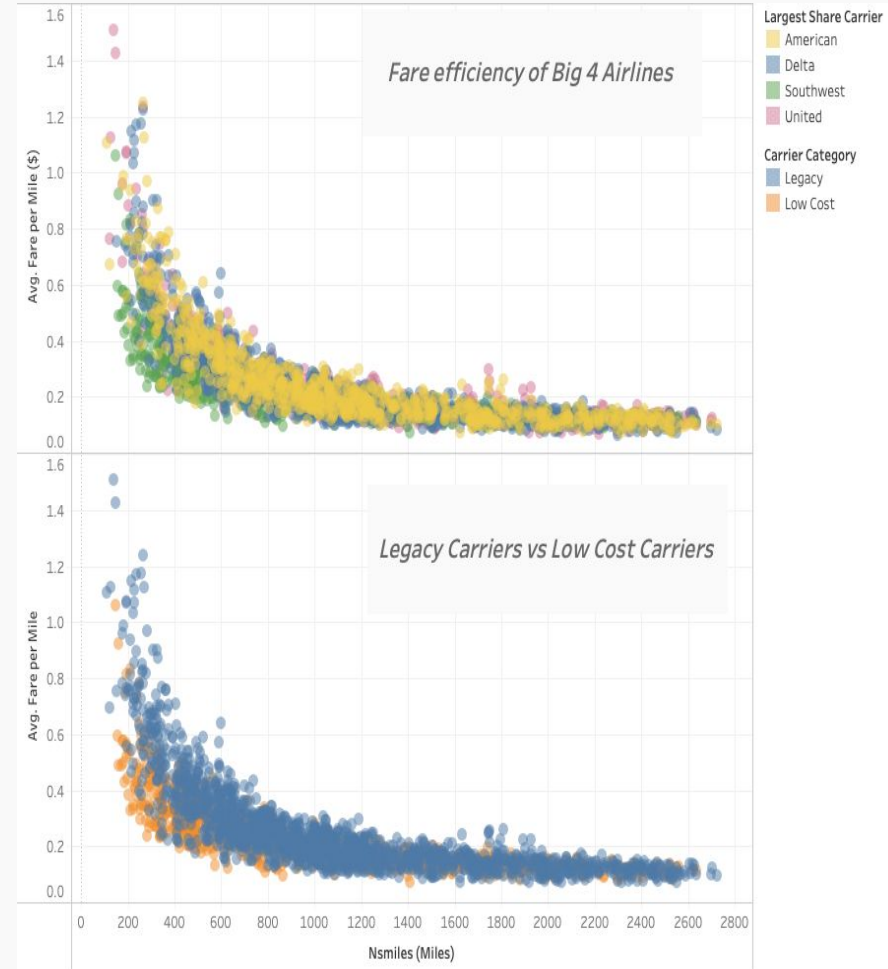 Fare efficiency of Big 4 Airlines
Avg. Fare per Mile ($)
1.6
1.4
1.2
1.0
0.8
0.6
0.4
0.2
0.0
Legacy Carriers vs Low Cost Carriers
Avg. Fare per Mile
1.6
1.4
1.2
1.0
0.8
0.6
0.4
0.2
0.0
0 200 400 600 800 1000 1200 1400 1600 1800 2000 2200 2400 2600 2800
Nsmiles (Miles)
Largest Share Carrier
American
Delta
Southwest
United
Carrier Category
Legacy
Low Cost